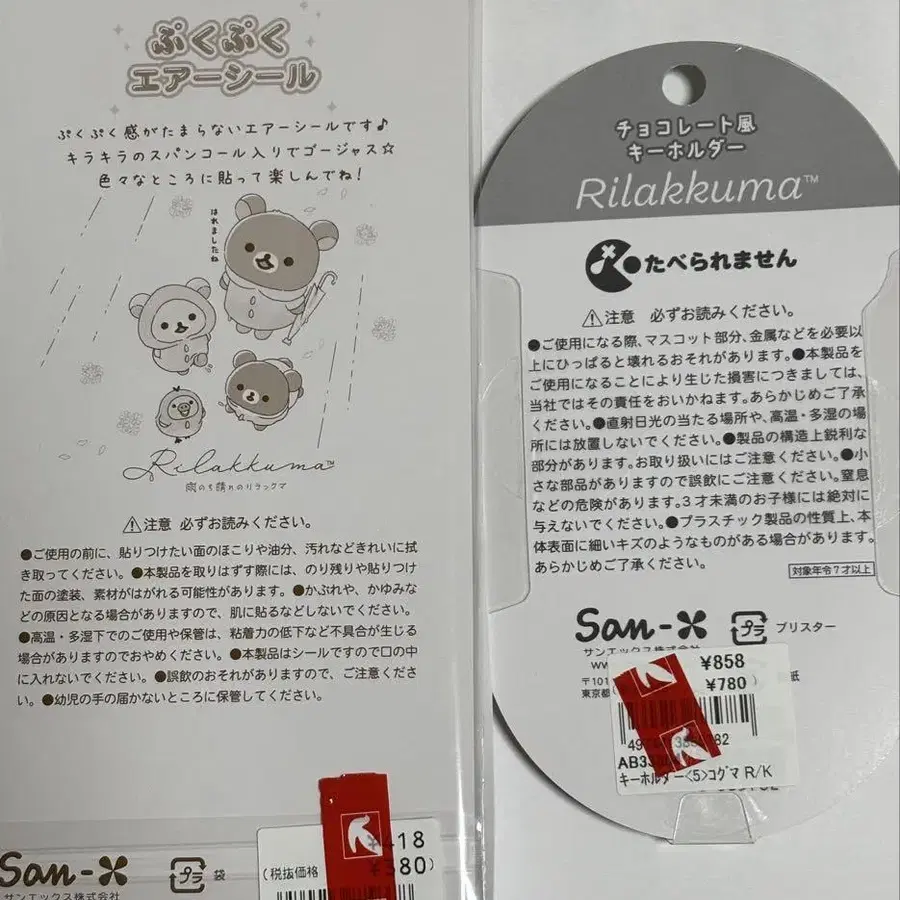 ぷくぷく
エアーシール
ぷくぷく感がたまらないエアーシールです♪
キラキラのスパンコール入りでゴージャス☆
色々なところに貼って楽しんでね!
はれましたね
Rilakkuma™
雨のち晴れのリラックマ
⚠注意 必ずお読みください。
●ご使用の前に、貼りつけたい面のほこりや油分、汚れなどきれいに拭
き取ってください。●本製品を取りはずす際には、のり残りや貼りつけ
た面の塗装、素材がはがれる可能性があります。●かぶれや、かゆみな
どの原因となる場合がありますので、肌に貼るなどしないでください。
●高温・多湿下でのご使用や保管は、粘着力の低下など不具合が生じる
場合がありますのでおやめください。●本製品はシールですので口の中
に入れないでください。●誤飲のおそれがありますので、ご注意くださ
い。●幼児の手の届かないところに保管してください。
San-X
サンエックス株式会社
プラ 袋
¥418
(税抜価格 ¥380)
チョコレート風
キーホルダー
Rilakkuma™
たべられません
⚠注意 必ずお読みください。
●ご使用になる際、マスコット部分、金属などを必要以
上にひっぱると壊れるおそれがあります。●本製品を
ご使用になることにより生じた損害につきましては、
当社ではその責任をおいかねます。あらかじめご了承
ください。●直射日光の当たる場所や、高温・多湿の場
所には放置しないでください。●製品の構造上鋭利な
部分があります。お取り扱いにはご注意ください。●小
さな部品がありますので誤飲にご注意ください。窒息
などの危険があります。3才未満のお子様には絶対に
与えないでください。●プラスチック製品の性質上、本
体表面に細いキズのようなものがある場合があります。
あらかじめご了承ください。
対象年令7才以上
San-X
プラ ブリスター
サンエックス株式会社
〒101
東京都
紙
¥858
¥780)
キーホルダー<5>コグマ R/K